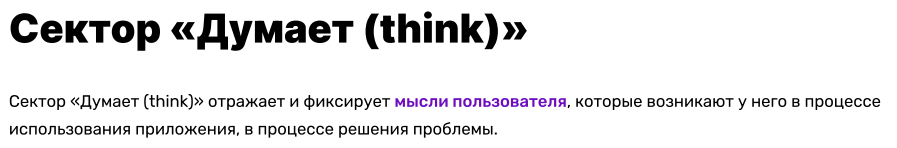 Сектор «Думает (think)»
Сектор «Думает (think)» отражает и фиксирует мысли пользователя, которые возникают у него в процессе
использования приложения, в процессе решения проблемы.